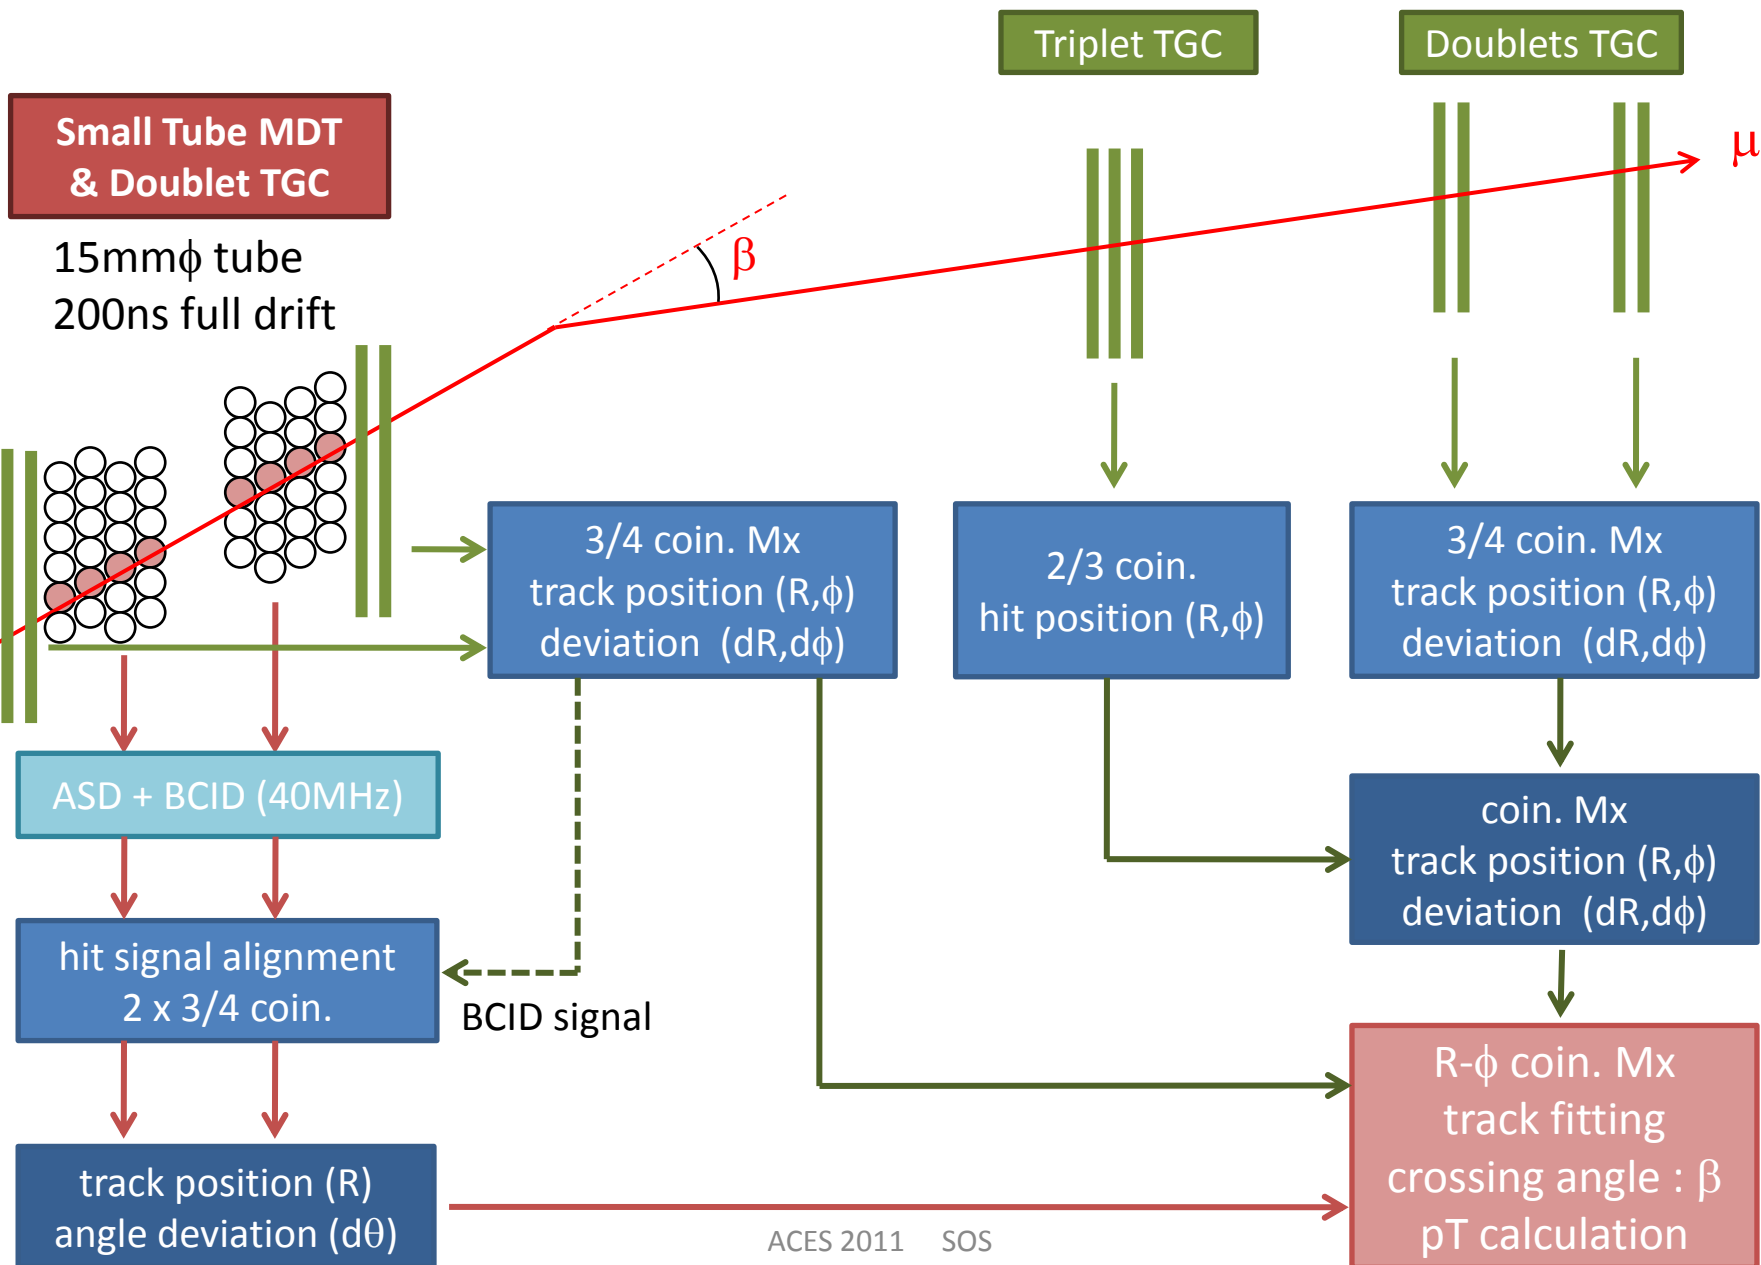 Triplet TGC
Doublets TGC
Small Tube MDT
& Doublet TGC
μ
15mmϕ tube
200ns full drift
β
3/4 coin. Mx
track position (R,ϕ)
deviation (dR,dϕ)
2/3 coin.
hit position (R,ϕ)
3/4 coin. Mx
track position (R,ϕ)
deviation (dR,dϕ)
ASD + BCID (40MHz)
coin. Mx
track position (R,ϕ)
deviation (dR,dϕ)
hit signal alignment
2 x 3/4 coin.
BCID signal
R-ϕ coin. Mx
track fitting
crossing angle : β
pT calculation
track position (R)
angle deviation (dθ)
ACES 2011 SOS